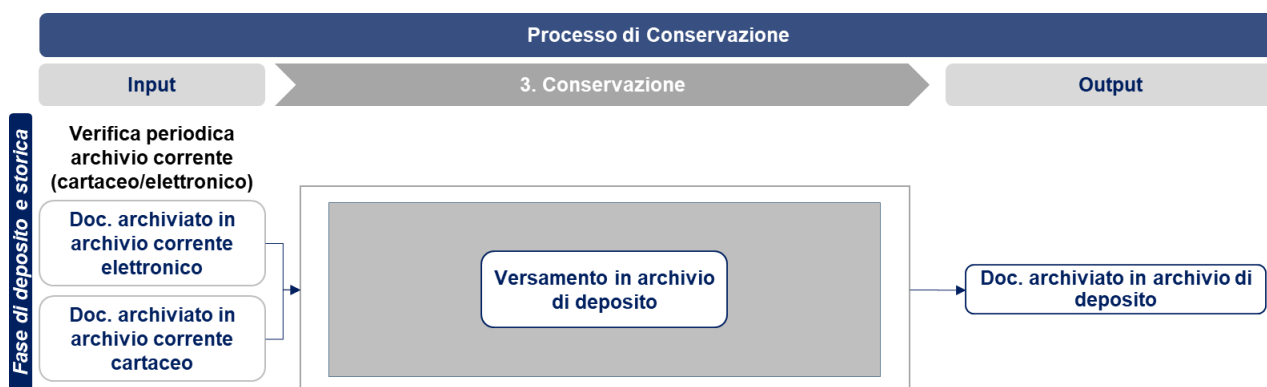 Processo di Conservazione
Input
3. Conservazione
Output
Fase di deposito e storica
Verifica periodica
archivio corrente
(cartaceo/elettronico)
Doc. archiviato in
archivio corrente
elettronico
Doc. archiviato in
archivio corrente
cartaceo
Versamento in archivio
di deposito
Doc. archiviato in archivio di
deposito